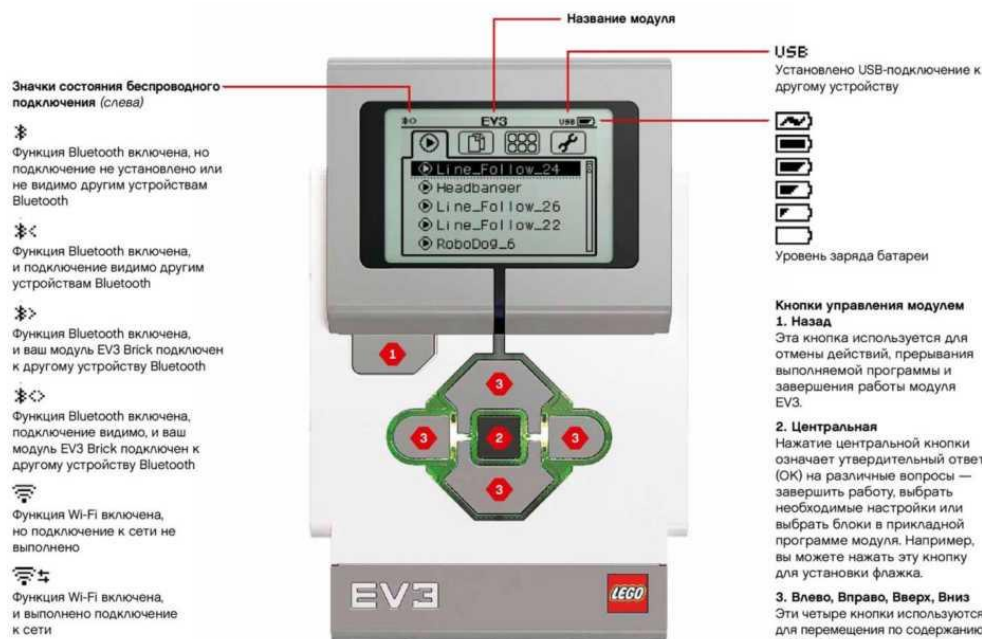 Название модуля
Значки состояния беспроводного
подключения (слева)
Функция Bluetooth включена, но
подключение не установлено или
не видимо другим устройствам
Bluetooth
Функция Bluetooth включена,
и подключение видимо другим
устройствам Bluetooth
Функция Bluetooth включена,
и ваш модуль EV3 Brick подключен
к другому устройству Bluetooth
Функция Bluetooth включена,
подключение видимо, и ваш
модуль EV3 Brick подключен к
другому устройству Bluetooth
Функция Wi-Fi включена,
но подключение к сети не
выполнено
Функция Wi-Fi включена,
и выполнено подключение
к сети
EV3
USB
Line_Follow_24
Headbanger
Line_Follow_26
Line_Follow_22
RoboDog_6
1
3
3
2
3
3
EV3
LEGO
USB
Установлено USB-подключение к
другому устройству
Уровень заряда батареи
Кнопки управления модулем
1. Назад
Эта кнопка используется для
отмены действий, прерывания
выполняемой программы и
завершения работы модуля
EV3.
2. Центральная
Нажатие центральной кнопки
означает утвердительный ответ
(ОК) на различные вопросы —
завершить работу, выбрать
необходимые настройки или
выбрать блоки в прикладной
программе модуля. Например,
вы можете нажать эту кнопку
для установки флажка.
3. Влево, Вправо, Вверх, Вниз
Эти четыре кнопки используются
для перемещения по содержанию